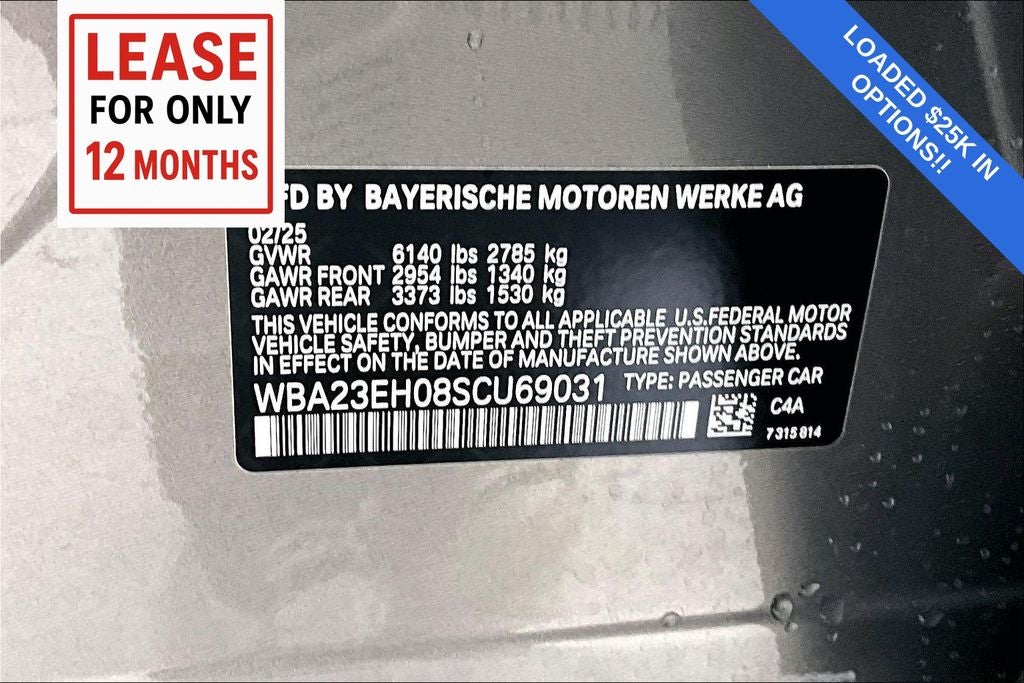 LEASE
FOR ONLY
12 MONTHS
LOADED $25K IN
OPTIONS!!
BY BAYERISCHE MOTOREN WERKE AG
02/25
GVWR 6140 lbs 2785 kg
GAWR FRONT 2954 lbs 1340 kg
GAWR REAR 3373 lbs 1530 kg
THIS VEHICLE CONFORMS TO ALL APPLICABLE U.S.FEDERAL MOTOR
VEHICLE SAFETY, BUMPER AND THEFT PREVENTION STANDARDS
IN EFFECT ON THE DATE OF MANUFACTURE SHOWN ABOVE.
WBA23EH08SCU69031 TYPE: PASSENGER CAR
C4A
7315814